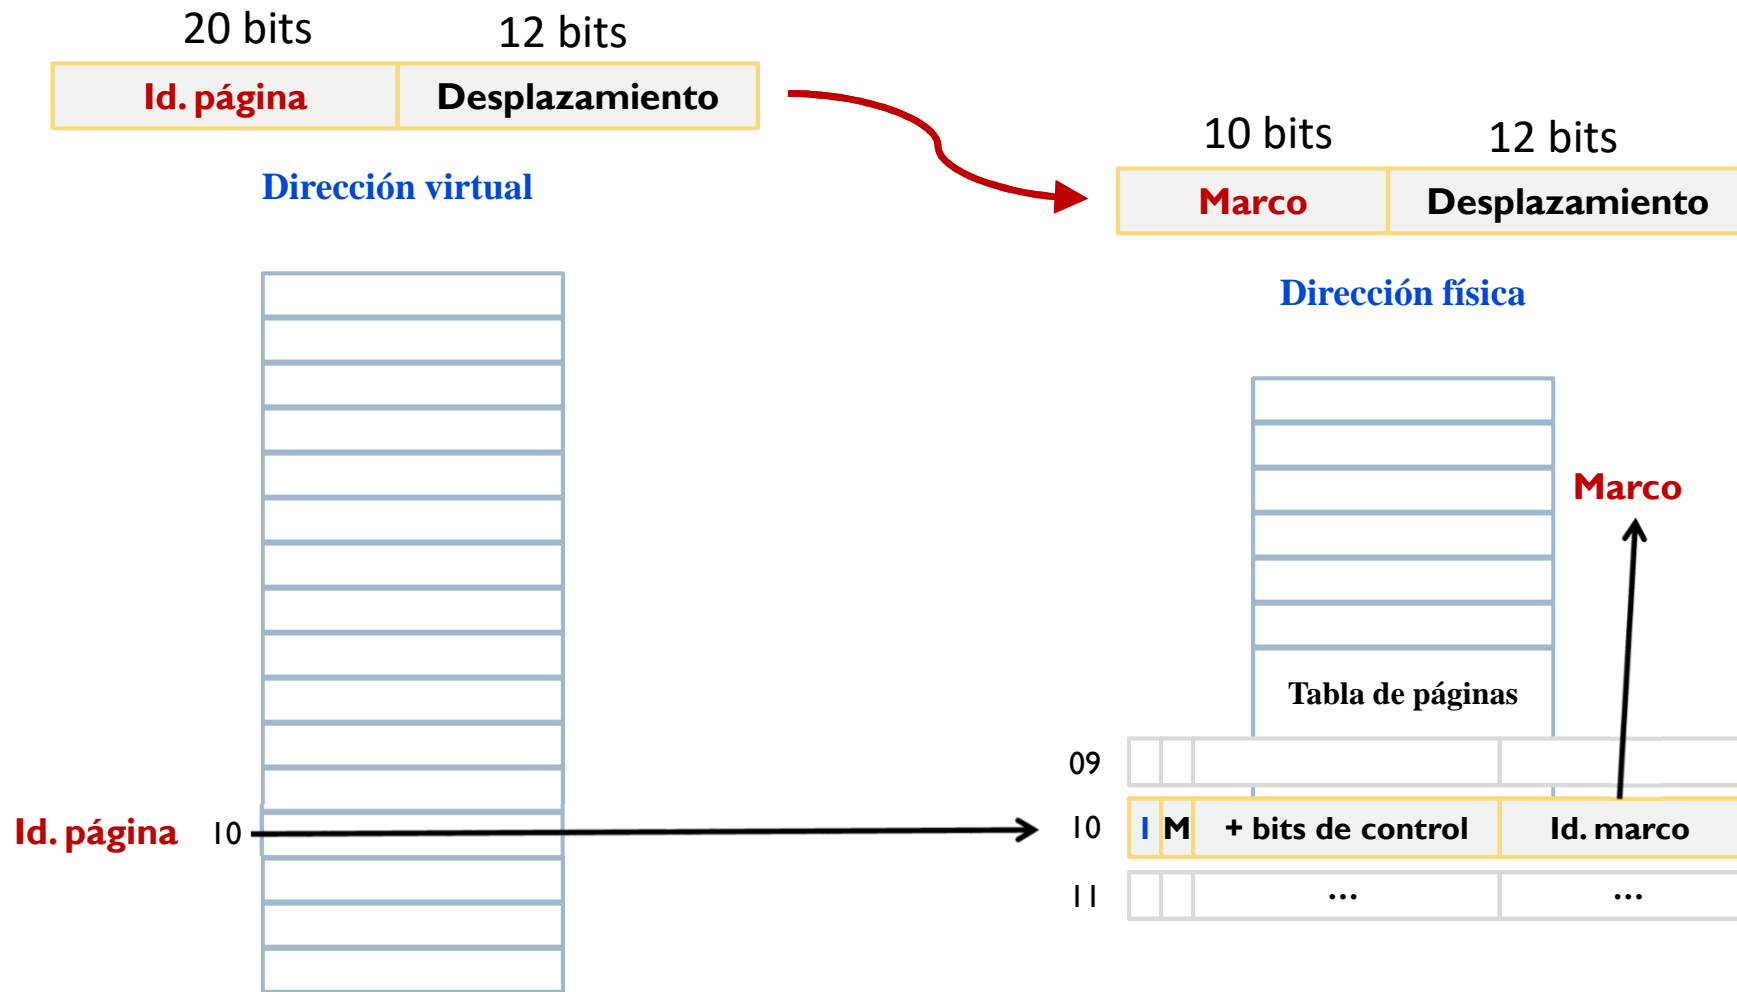 20 bits 12 bits
Id. página Desplazamiento
Dirección virtual
10 bits 12 bits
Marco Desplazamiento
Dirección física
Marco
Tabla de páginas
09
Id. página 10
10 1 M + bits de control Id. marco
11 ... ...